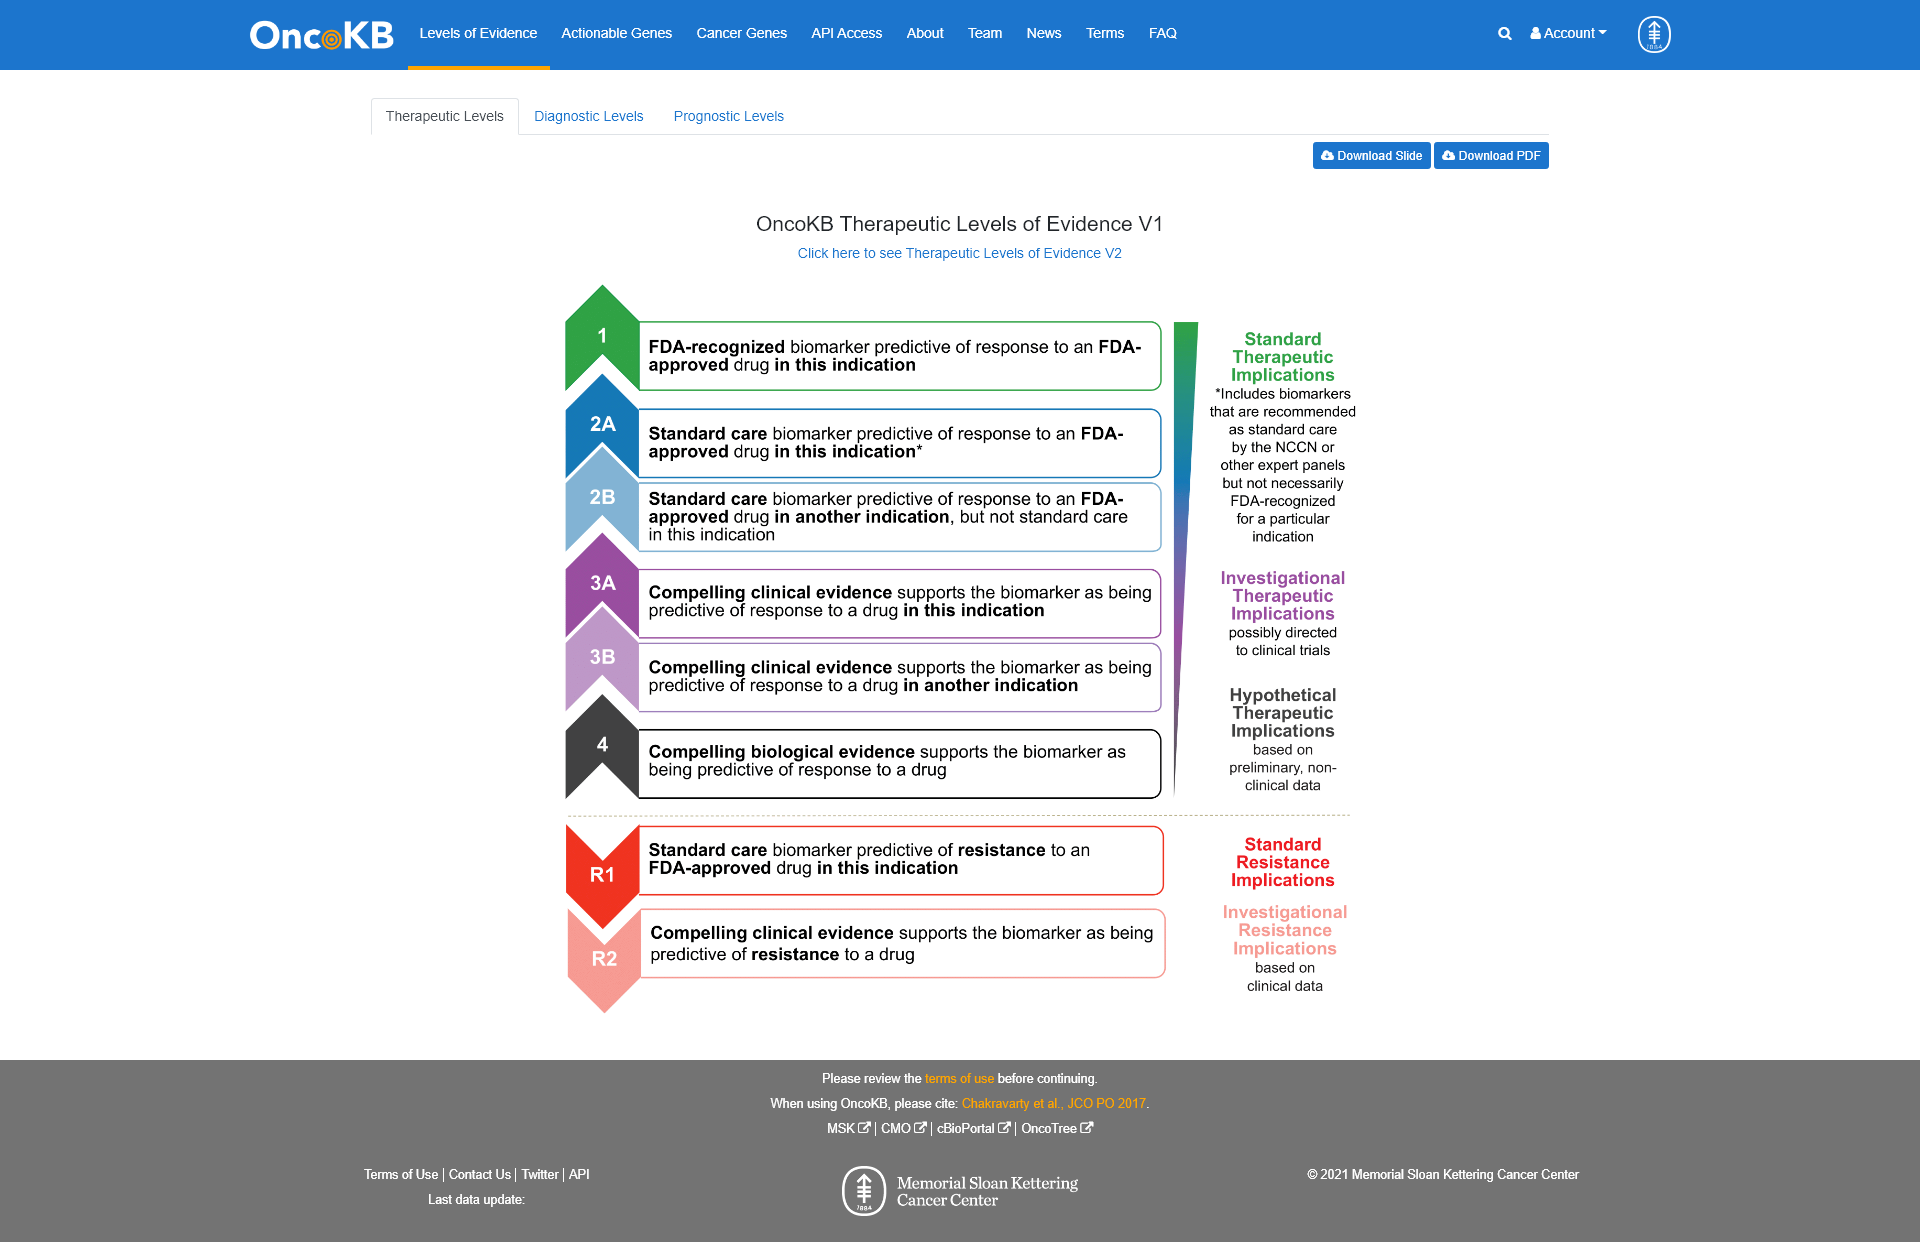 OncoKB Levels of Evidence Actionable Genes Cancer Genes API Access About Team News Terms FAQ Account
1884
Therapeutic Levels Diagnostic Levels Prognostic Levels
Download Slide Download PDF
OncoKB Therapeutic Levels of Evidence V1
Click here to see Therapeutic Levels of Evidence V2
1
FDA-recognized biomarker predictive of response to an FDA-
approved drug in this indication
2A
Standard care biomarker predictive of response to an FDA-
approved drug in this indication*
2B
Standard care biomarker predictive of response to an FDA-
approved drug in another indication, but not standard care
in this indication
3A
Compelling clinical evidence supports the biomarker as being
predictive of response to a drug in this indication
3B
Compelling clinical evidence supports the biomarker as being
predictive of response to a drug in another indication
4
Compelling biological evidence supports the biomarker as
being predictive of response to a drug
Standard
Therapeutic
Implications
*Includes biomarkers
that are recommended
as standard care
by the NCCN or
other expert panels
but not necessarily
FDA-recognized
for a particular
indication
Investigational
Therapeutic
Implications
possibly directed
to clinical trials
Hypothetical
Therapeutic
Implications
based on
preliminary, non-
clinical data
R1
Standard care biomarker predictive of resistance to an
FDA-approved drug in this indication
Standard
Resistance
Implications
R2
Compelling clinical evidence supports the biomarker as being
predictive of resistance to a drug
Investigational
Resistance
Implications
based on
clinical data
Please review the terms of use before continuing.
When using OncoKB, please cite: Chakravarty et al., JCO PO 2017.
MSK | CMO | cBioPortal | OncoTree
Terms of Use | Contact Us | Twitter | API
Last data update:
1884
Memorial Sloan Kettering
Cancer Center
© 2021 Memorial Sloan Kettering Cancer Center